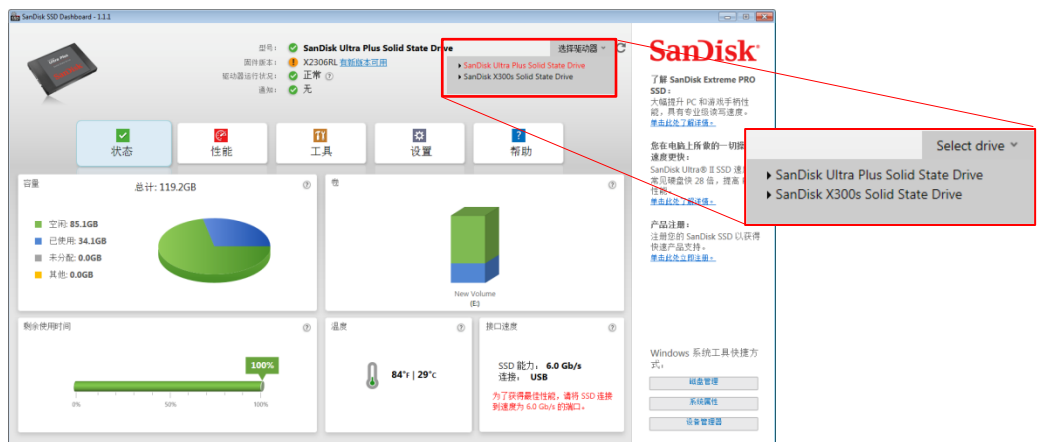 SanDisk SSD Dashboard - 1.1.1
型号: SanDisk Ultra Plus Solid State Drive
选择驱动器
固件版本: X2306RL 有新版本可用
驱动器运行状况: 正常
通知: 无
SanDisk Ultra Plus Solid State Drive
SanDisk X300s Solid State Drive
状态
性能
工具
设置
帮助
容量
总计: 119.2GB
空闲: 85.1GB
已使用: 34.1GB
未分配: 0.0GB
其他: 0.0GB
卷
New Volume
(E:)
剩余使用时间
100%
0%
50%
100%
温度
84°F | 29°C
接口速度
SSD 能力: 6.0 Gb/s
连接: USB
为了获得最佳性能，请将 SSD 连接
到速度为 6.0 Gb/s 的端口。
SanDisk
了解 SanDisk Extreme PRO
SSD:
大幅提升 PC 和游戏手柄性
能，具有专业级读写速度。
单击此处了解详情。
您在电脑上所做的一切操
速度更快:
SanDisk Ultra® II SSD 速
常见硬盘快 28 倍，提高
性能
单击此处了解详情。
产品注册:
注册您的 SanDisk SSD 以获得
快速产品支持。
单击此处立即注册。
Windows 系统工具快捷方
式:
磁盘管理
系统属性
设备管理器
Select drive
SanDisk Ultra Plus Solid State Drive
SanDisk X300s Solid State Drive